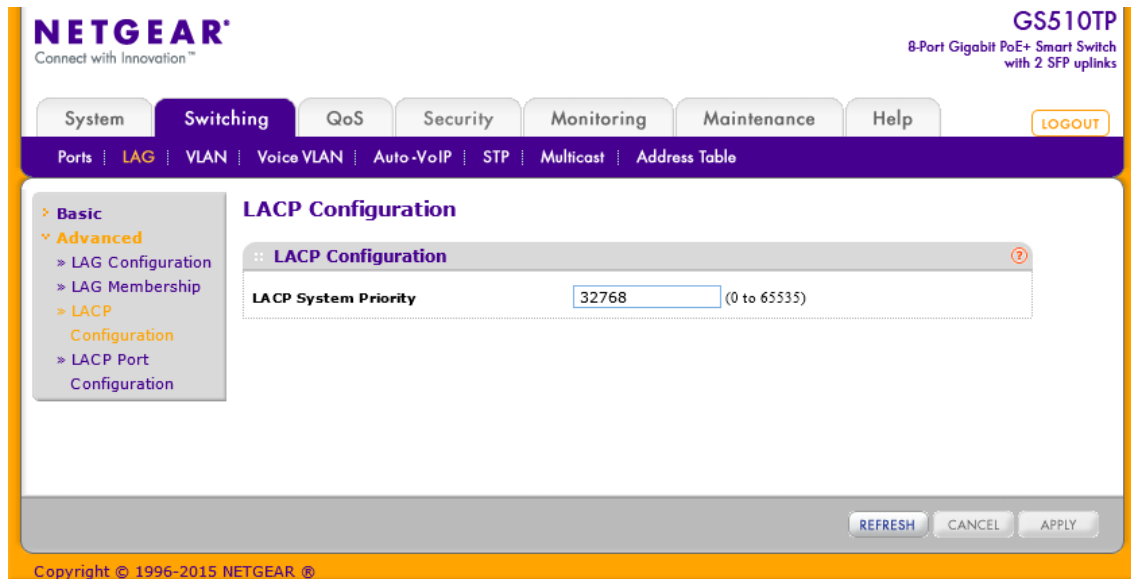 NETGEAR®
Connect with Innovation™
GS510TP
8-Port Gigabit PoE+ Smart Switch
with 2 SFP uplinks
System Switching QoS Security Monitoring Maintenance Help LOGOUT
Ports LAG VLAN Voice VLAN Auto-VoIP STP Multicast Address Table
Basic
Advanced
» LAG Configuration
» LAG Membership
» LACP
Configuration
» LACP Port
Configuration
LACP Configuration
LACP Configuration ?
LACP System Priority 32768 (0 to 65535)
REFRESH CANCEL APPLY
Copyright © 1996-2015 NETGEAR ®